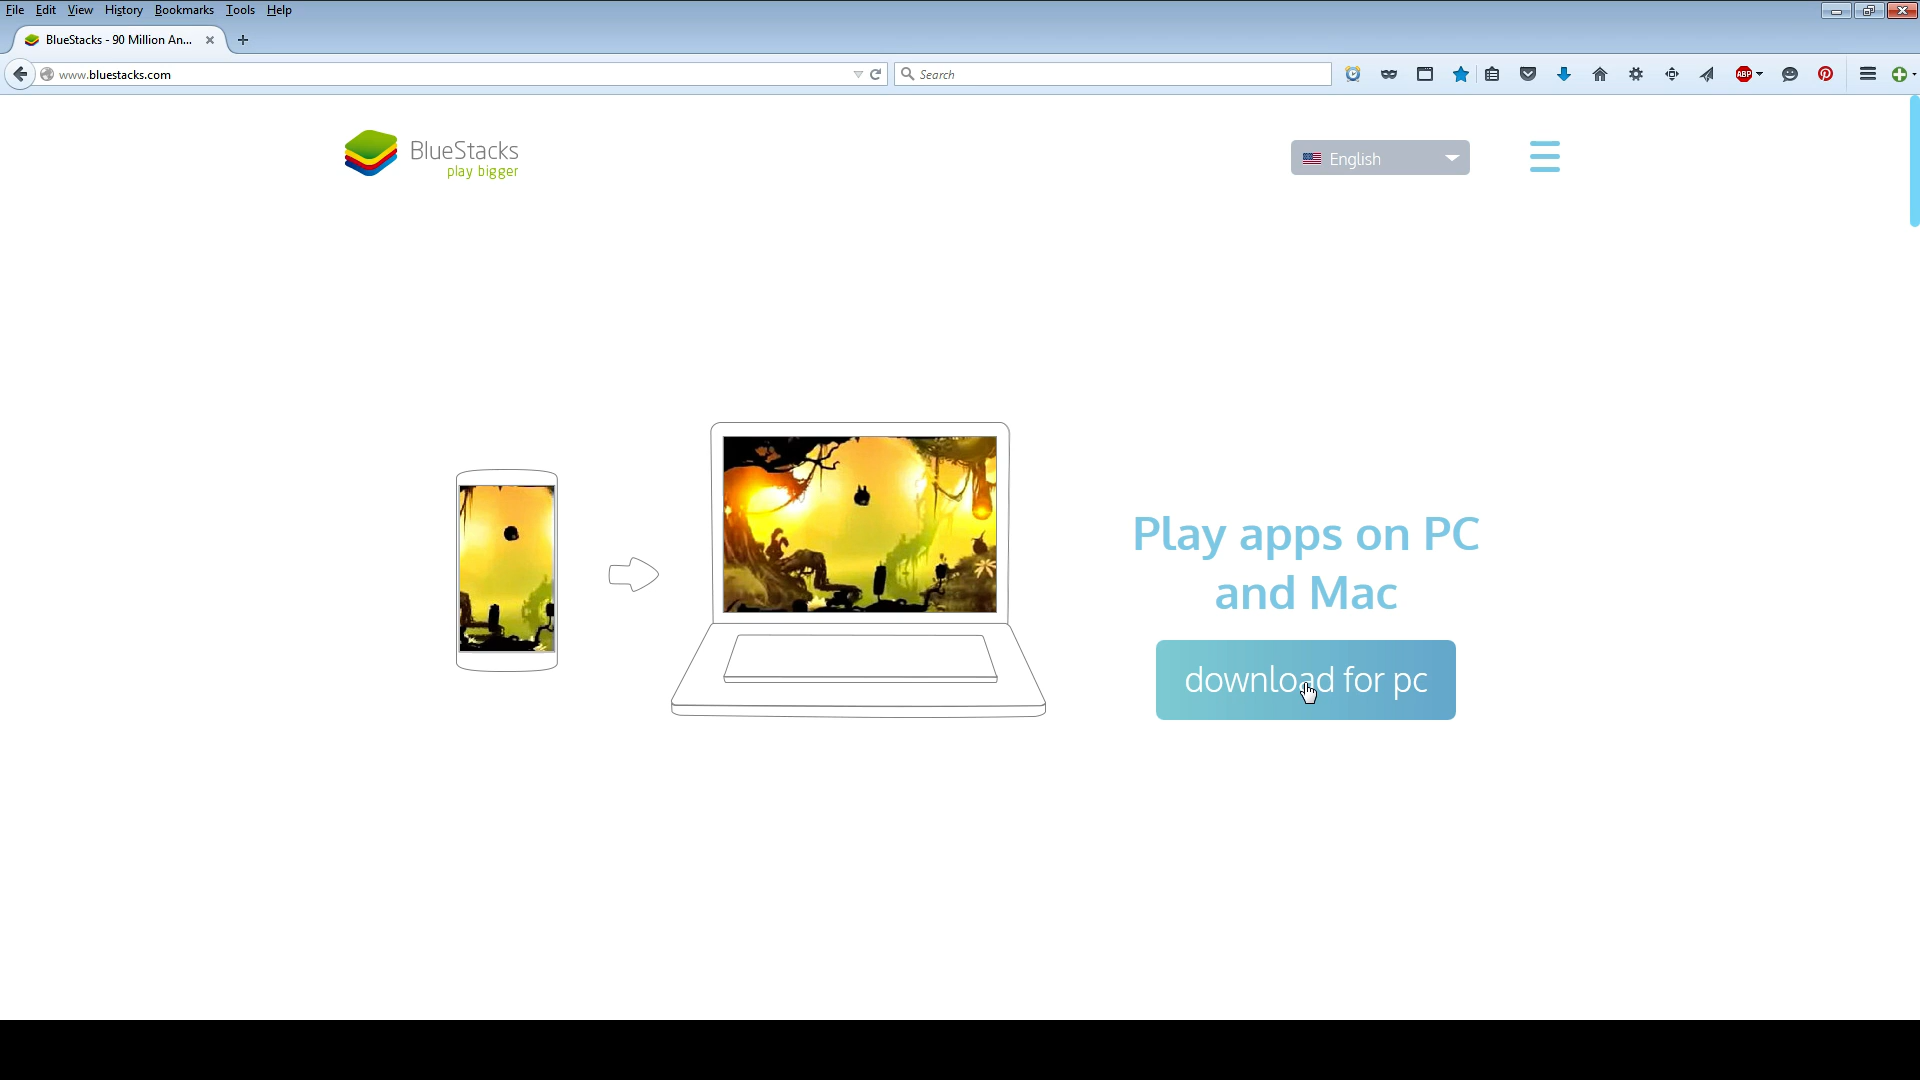 File Edit View History Bookmarks Tools Help
BlueStacks - 90 Million An...
www.bluestacks.com
Search
ABP
BlueStacks
play bigger
English
Play apps on PC
and Mac
download for pc